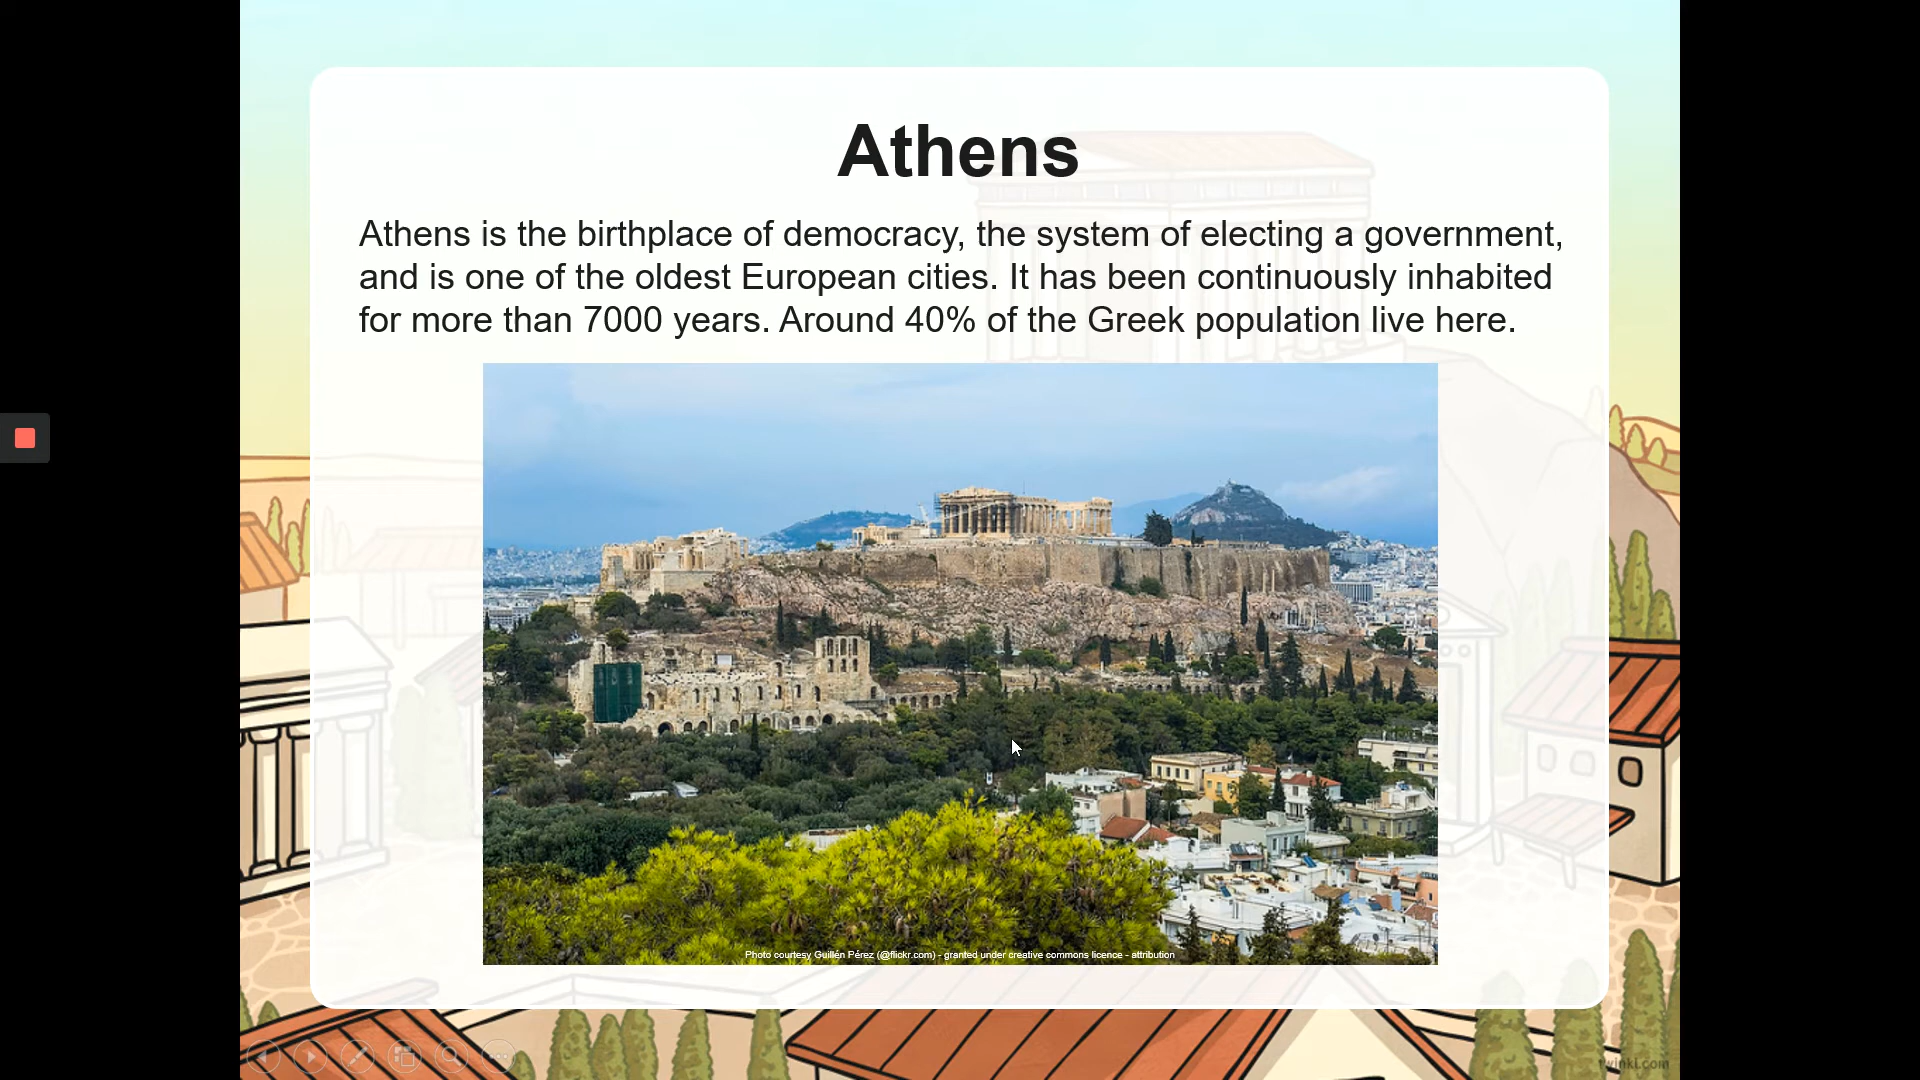 Athens
Athens is the birthplace of democracy, the system of electing a government,
and is one of the oldest European cities. It has been continuously inhabited
for more than 7000 years. Around 40% of the Greek population live here.
Photo courtesy Guillén Pérez (@flickr.com) - granted under creative commons licence - attribution
twinkl.com